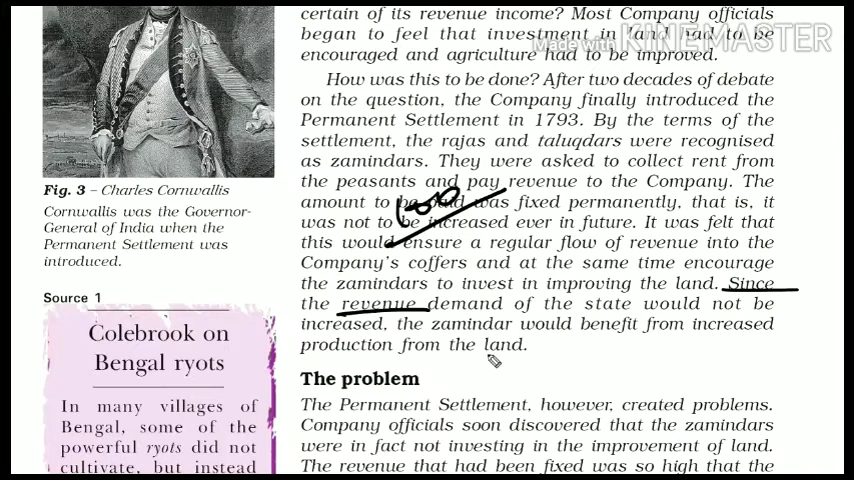 certain of its revenue income? Most Company officials
began to feel that investment in land had to be
encouraged and agriculture had to be improved.
Made with KINEMASTER
How was this to be done? After two decades of debate
on the question, the Company finally introduced the
Permanent Settlement in 1793. By the terms of the
settlement, the rajas and taluqdars were recognised
as zamindars. They were asked to collect rent from
the peasants and pay revenue to the Company. The
amount to be paid was fixed permanently, that is, it
was not to be increased ever in future. It was felt that
this would ensure a regular flow of revenue into the
Company's coffers and at the same time encourage
the zamindars to invest in improving the land. Since
the revenue demand of the state would not be
increased, the zamindar would benefit from increased
production from the land.
The problem
The Permanent Settlement, however, created problems.
Company officials soon discovered that the zamindars
were in fact not investing in the improvement of land.
The revenue that had been fixed was so high that the
Fig. 3 – Charles Cornwallis
Cornwallis was the Governor-
General of India when the
Permanent Settlement was
introduced.
Source 1
Colebrook on
Bengal ryots
In many villages of
Bengal, some of the
powerful ryots did not
cultivate, but instead